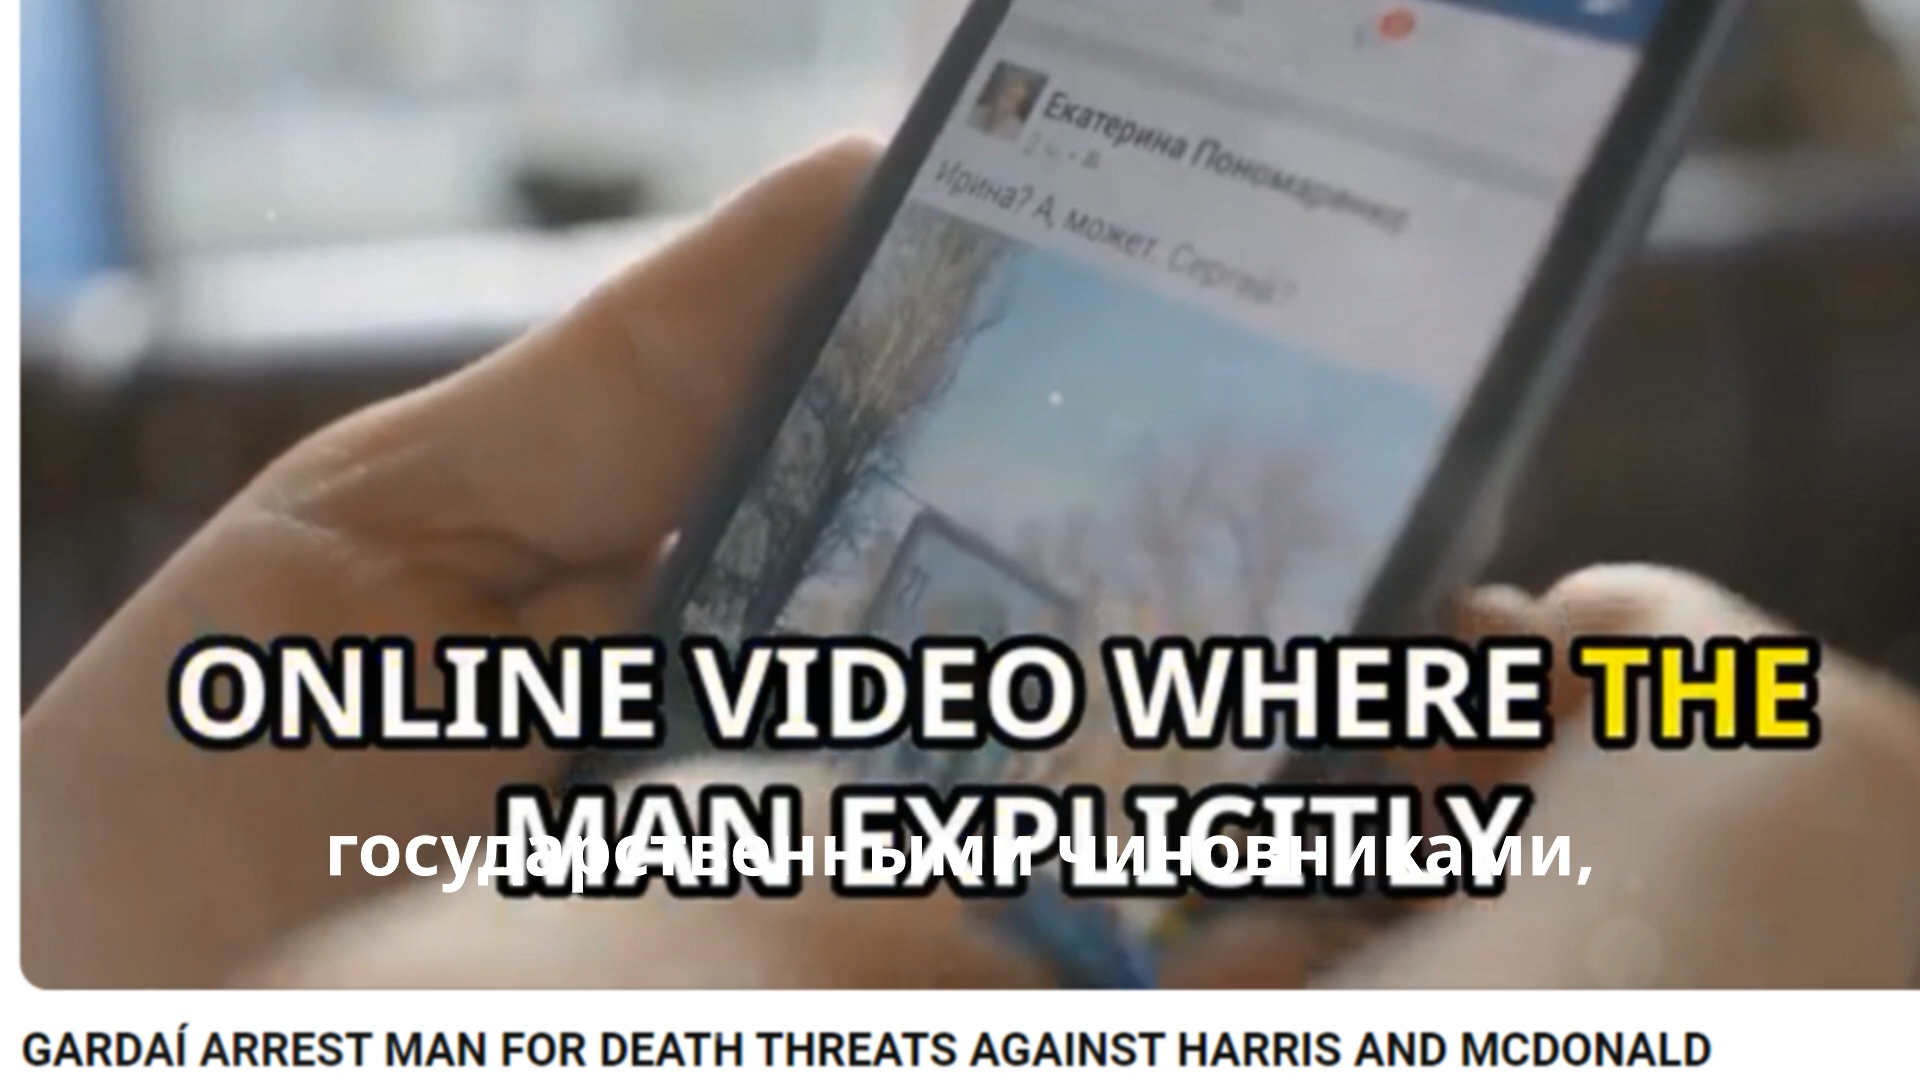 Екатерина Пономаренко
2 ч
Ирина? А, может, Сергей?
ONLINE VIDEO WHERE THE
MAN EXPLICITLY
государственными чиновниками,
GARDAÍ ARREST MAN FOR DEATH THREATS AGAINST HARRIS AND MCDONALD